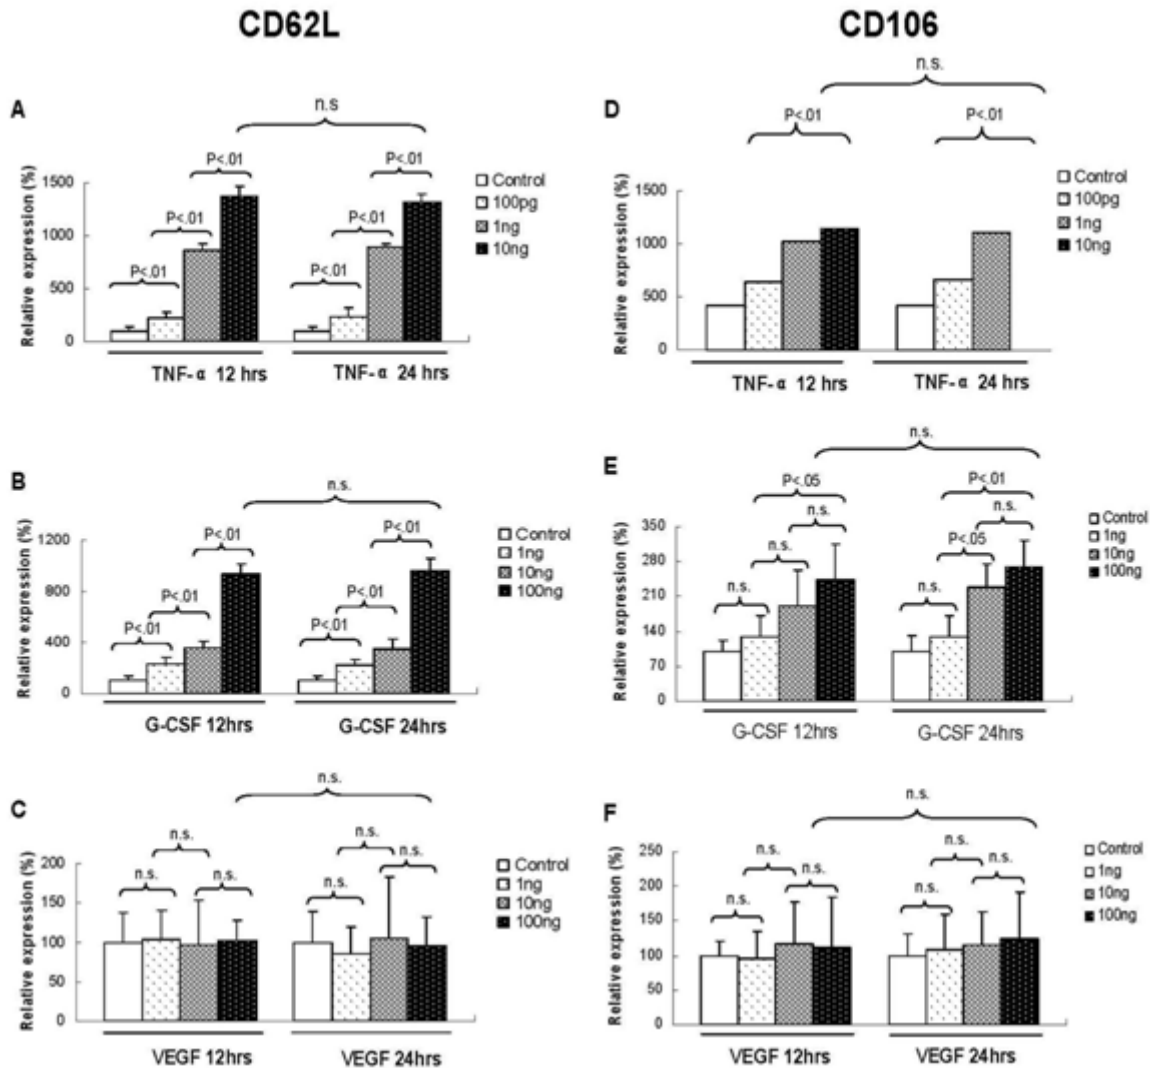 CD62L
CD106
A
n.s
P<.01
P<.01
P<.01
P<.01
P<.01
P<.01
Relative expression (%)
1500
1000
500
0
Control
100pg
1ng
10ng
TNF-α 12 hrs
TNF-α 24 hrs
D
n.s.
P<.01
P<.01
Relative expression (%)
1500
1000
500
0
Control
100pg
1ng
10ng
TNF-α 12 hrs
TNF-α 24 hrs
B
n.s.
P<.01
P<.01
P<.01
P<.01
P<.01
P<.01
Relative expression (%)
1200
800
400
0
Control
1ng
10ng
100ng
G-CSF 12hrs
G-CSF 24hrs
E
n.s.
P<.05
P<.01
n.s.
n.s.
n.s.
P<.05
n.s.
n.s.
Relative expression (%)
350
280
210
140
70
0
Control
1ng
10ng
100ng
G-CSF 12hrs
G-CSF 24hrs
C
n.s.
n.s.
n.s.
n.s.
n.s.
n.s.
n.s.
Relative expression (%)
200
150
100
50
0
Control
1ng
10ng
100ng
VEGF 12hrs
VEGF 24hrs
F
n.s.
n.s.
n.s.
n.s.
n.s.
n.s.
n.s.
Relative expression (%)
250
200
150
100
50
0
Control
1ng
10ng
100ng
VEGF 12hrs
VEGF 24hrs